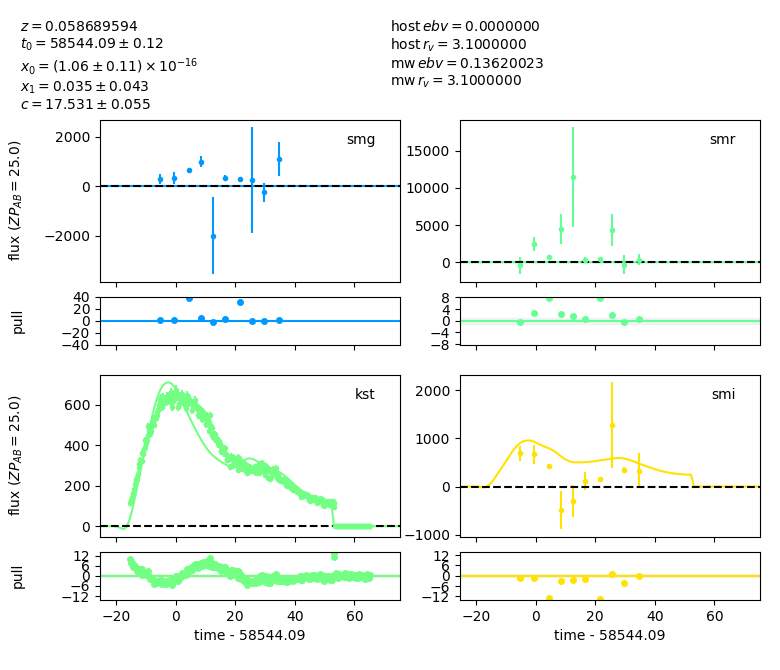 z = 0.058689594
t₀ = 58544.09 ± 0.12
x₀ = (1.06 ± 0.11) × 10⁻¹⁶
x₁ = 0.035 ± 0.043
c = 17.531 ± 0.055
host ebv = 0.0000000
host r_v = 3.1000000
mw ebv = 0.13620023
mw r_v = 3.1000000
smg
2000
0
−2000
flux (ZP_AB = 25.0)
smr
15000
10000
5000
0
40
20
0
−20
−40
pull
8
4
0
−4
−8
kst
600
400
200
0
flux (ZP_AB = 25.0)
smi
2000
1000
0
−1000
12
6
0
−6
−12
pull
−20 0 20 40 60
time - 58544.09
12
6
0
−6
−12
−20 0 20 40 60
time - 58544.09